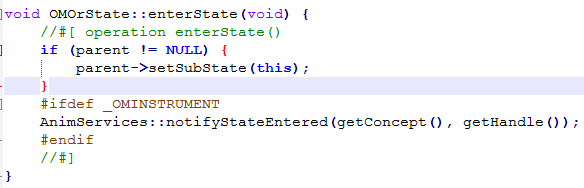 void OMOrState::enterState(void) {
//#[ operation enterState()
if (parent != NULL) {
parent->setSubState(this);
}
#ifdef _OMINSTRUMENT
AnimServices::notifyStateEntered(getConcept(), getHandle());
#endif
//#]
}